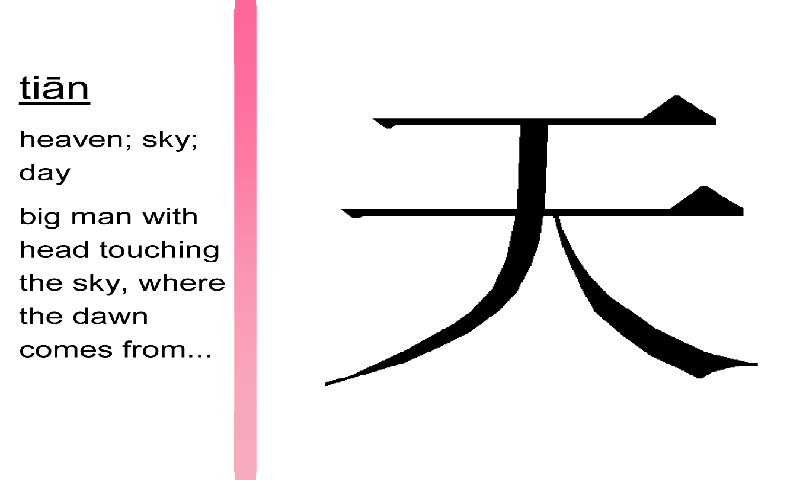 tiān
heaven; sky;
day
big man with
head touching
the sky, where
the dawn
comes from...
天